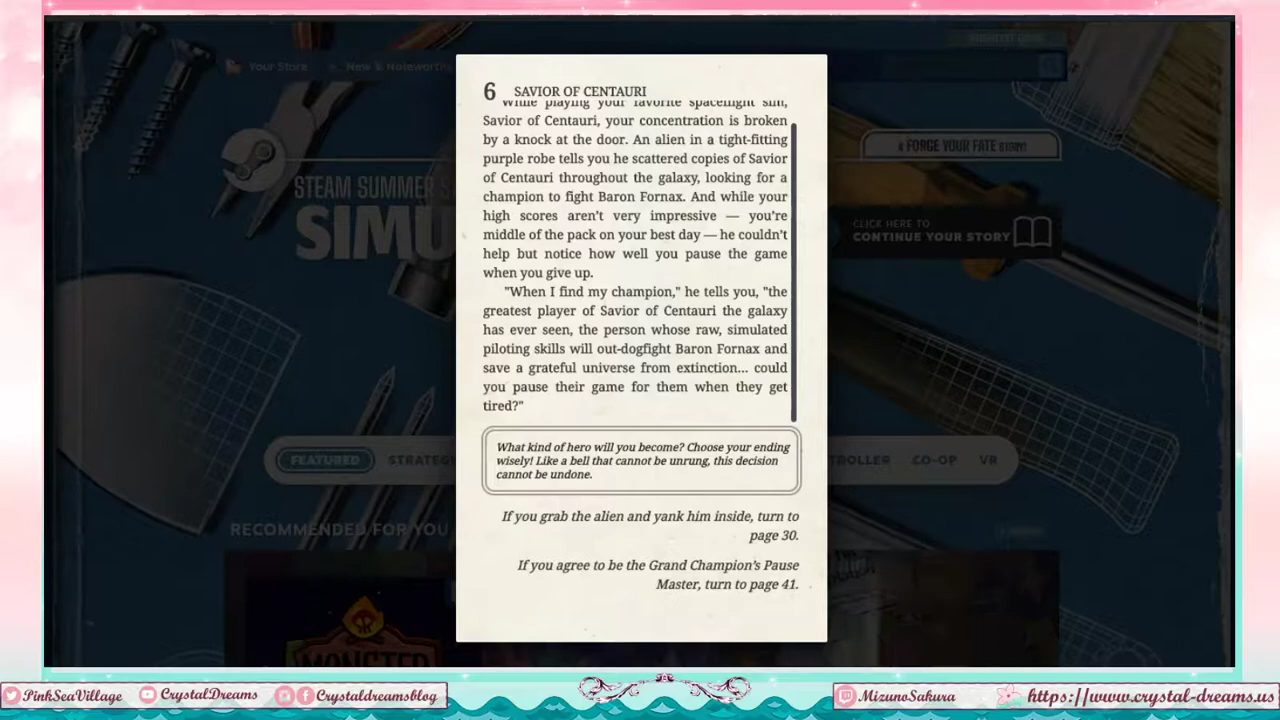 Your Store
New & Noteworthy
6 SAVIOR OF CENTAURI
While playing your favorite spaceflight sim,
Savior of Centauri, your concentration is broken
by a knock at the door. An alien in a tight-fitting
purple robe tells you he scattered copies of Savior
of Centauri throughout the galaxy, looking for a
champion to fight Baron Fornax. And while your
high scores aren't very impressive — you're
middle of the pack on your best day — he couldn't
help but notice how well you pause the game
when you give up.
"When I find my champion," he tells you, "the
greatest player of Savior of Centauri the galaxy
has ever seen, the person whose raw, simulated
piloting skills will out-dogfight Baron Fornax and
save a grateful universe from extinction... could
you pause their game for them when they get
tired?"
What kind of hero will you become? Choose your ending
wisely! Like a bell that cannot be unrung, this decision
cannot be undone.
If you grab the alien and yank him inside, turn to
page 30.
If you agree to be the Grand Champion's Pause
Master, turn to page 41.
STEAM SUMMER S
SIMU
A FORGE YOUR FATE STORY!
CLICK HERE TO
CONTINUE YOUR STORY
FEATURED
STRATEG
TROLLER
CO-OP
VR
RECOMMENDED FOR YOU
MONSTER
PinkSeaVillage
CrystalDreams
Crystaldreamsblog
MizunoSakura
https://www.crystal-dreams.us